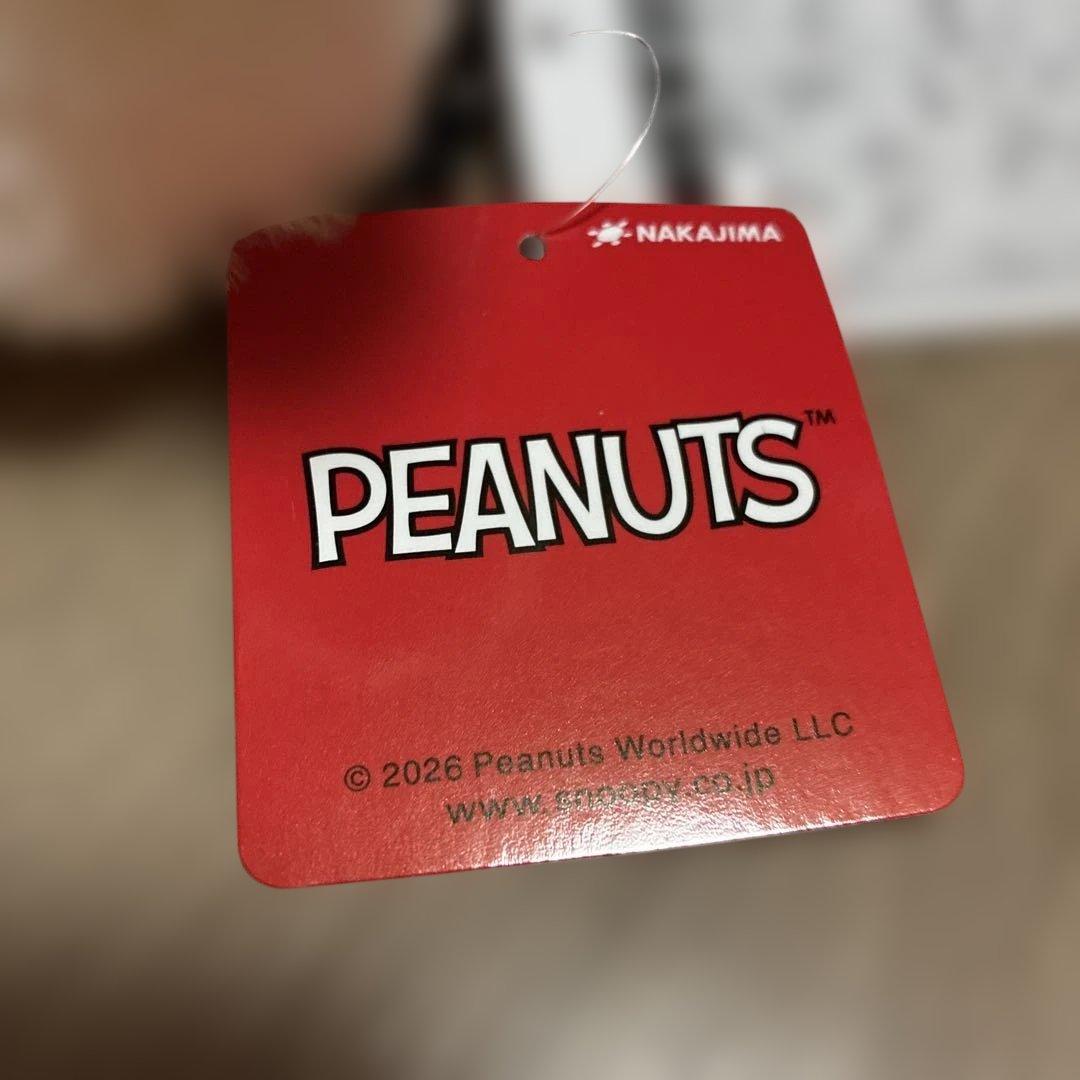 NAKAJIMA
PEANUTS™
© 2026 Peanuts Worldwide LLC
www.snoopy.co.jp